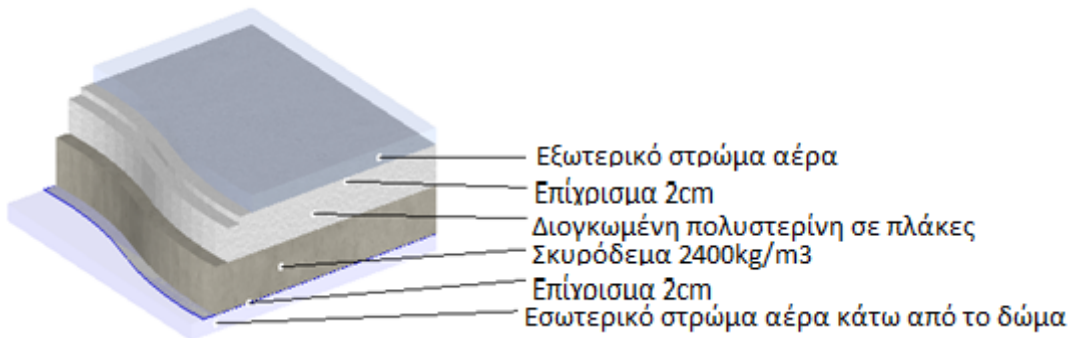 Εξωτερικό στρώμα αέρα
Επίχρισμα 2cm
Διογκωμένη πολυστερίνη σε πλάκες
Σκυρόδεμα 2400kg/m3
Επίχρισμα 2cm
Εσωτερικό στρώμα αέρα κάτω από το δώμα